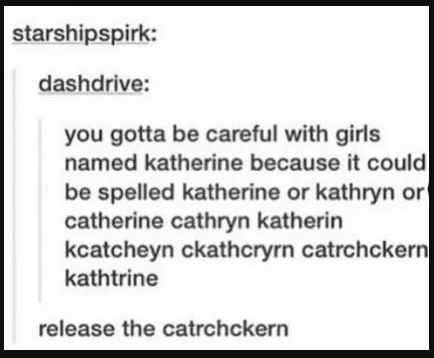 starshipspirk:
dashdrive:
you gotta be careful with girls
named katherine because it could
be spelled katherine or kathryn or
catherine cathryn katherin
kcatcheyn ckathcryrn catrchckern
kathtrine
release the catrchckern